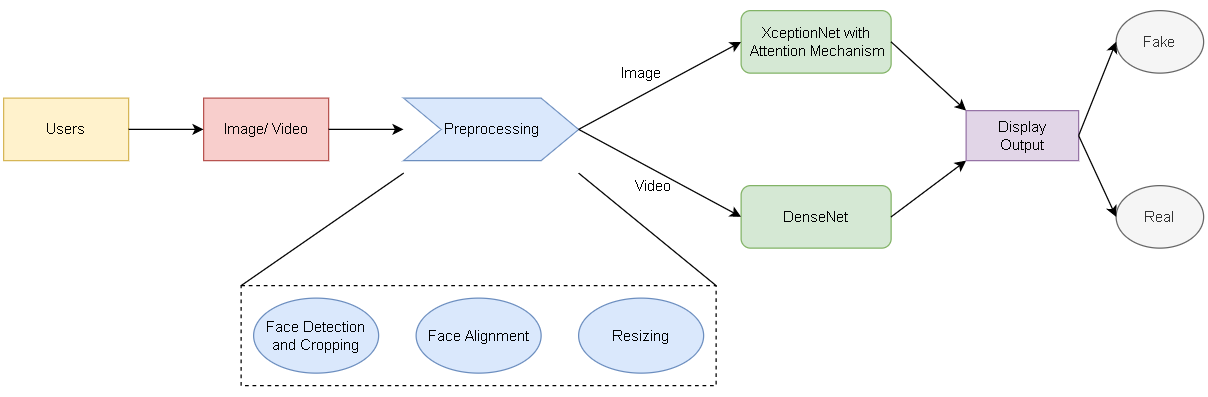 Users
Image/ Video
Preprocessing
Image
Video
XceptionNet with
Attention Mechanism
DenseNet
Display
Output
Fake
Real
Face Detection
and Cropping
Face Alignment
Resizing